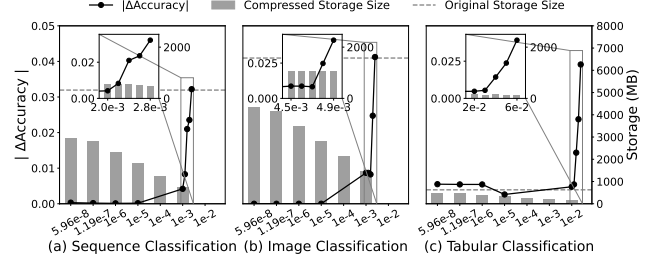 |ΔAccuracy| Compressed Storage Size Original Storage Size
| ΔAccuracy |
0.05
0.04
0.03
0.02
0.01
0.00
0.02
0.00
2000
0
2.0e-3 2.8e-3
5.96e-8 1.19e-7 1e-6 1e-5 1e-4 1e-3 1e-2
(a) Sequence Classification
0.025
0.000
2000
0
4.5e-3 4.9e-3
5.96e-8 1.19e-7 1e-6 1e-5 1e-4 1e-3 1e-2
(b) Image Classification
0.025
0.000
2000
0
2e-2 6e-2
5.96e-8 1.19e-7 1e-6 1e-5 1e-4 1e-3 1e-2
(c) Tabular Classification
8000
7000
6000
5000
4000
3000
2000
1000
0
Storage (MB)